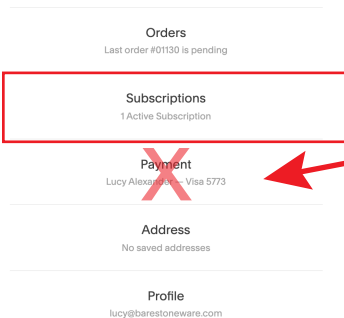 Orders
Last order #01130 is pending
Subscriptions
1 Active Subscription
Payment
Lucy Alexander — Visa 5773
Address
No saved addresses
Profile
lucy@barestoneware.com